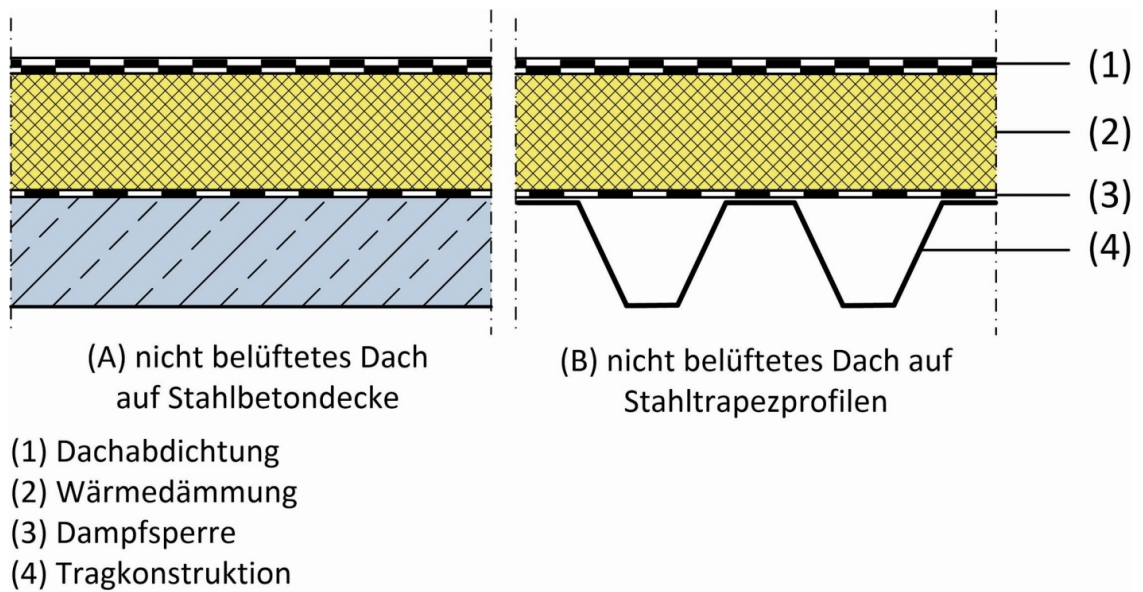 (1)
(2)
(3)
(4)
(A) nicht belüftetes Dach
auf Stahlbetondecke
(B) nicht belüftetes Dach auf
Stahltrapezprofilen
(1) Dachabdichtung
(2) Wärmedämmung
(3) Dampfsperre
(4) Tragkonstruktion